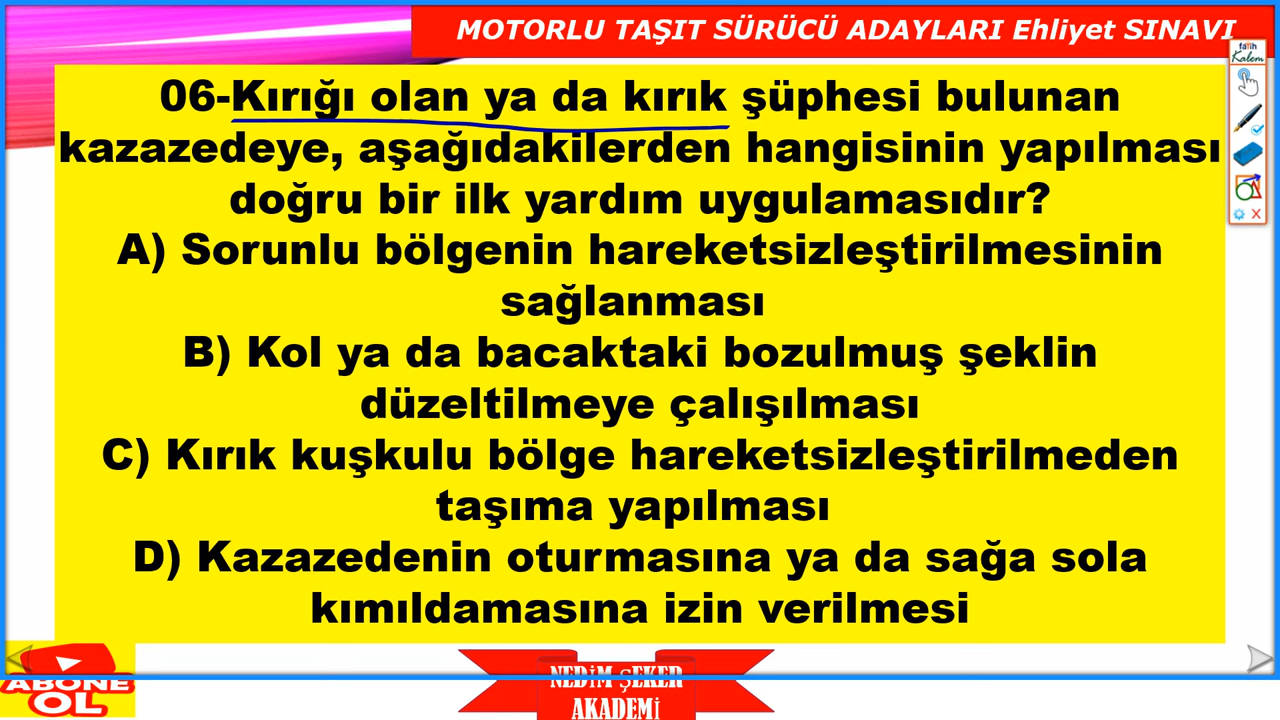 MOTORLU TAŞIT SÜRÜCÜ ADAYLARI Ehliyet SINAVI
fatih
Kalem
06-Kırığı olan ya da kırık şüphesi bulunan
kazazedeye, aşağıdakilerden hangisinin yapılması
doğru bir ilk yardım uygulamasıdır?
A) Sorunlu bölgenin hareketsizleştirilmesinin
sağlanması
B) Kol ya da bacaktaki bozulmuş şeklin
düzeltilmeye çalışılması
C) Kırık kuşkulu bölge hareketsizleştirilmeden
taşıma yapılması
D) Kazazedenin oturmasına ya da sağa sola
kımıldamasına izin verilmesi
ABONE
OL
NEDİM ŞEKER
AKADEMİ